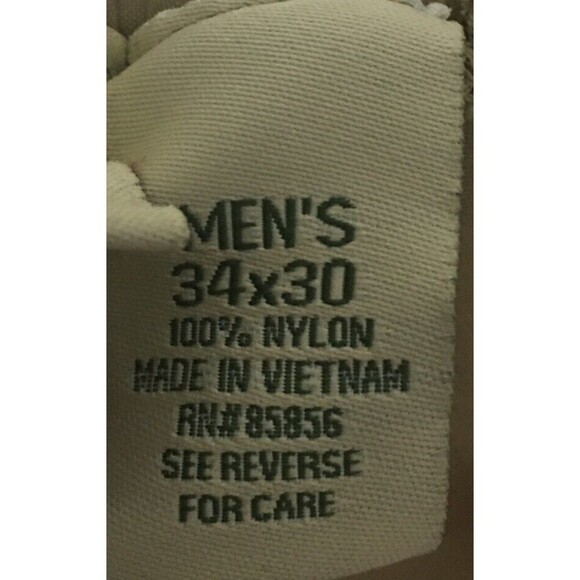 MEN'S
34x30
100% NYLON
MADE IN VIETNAM
RN# 85856
SEE REVERSE
FOR CARE